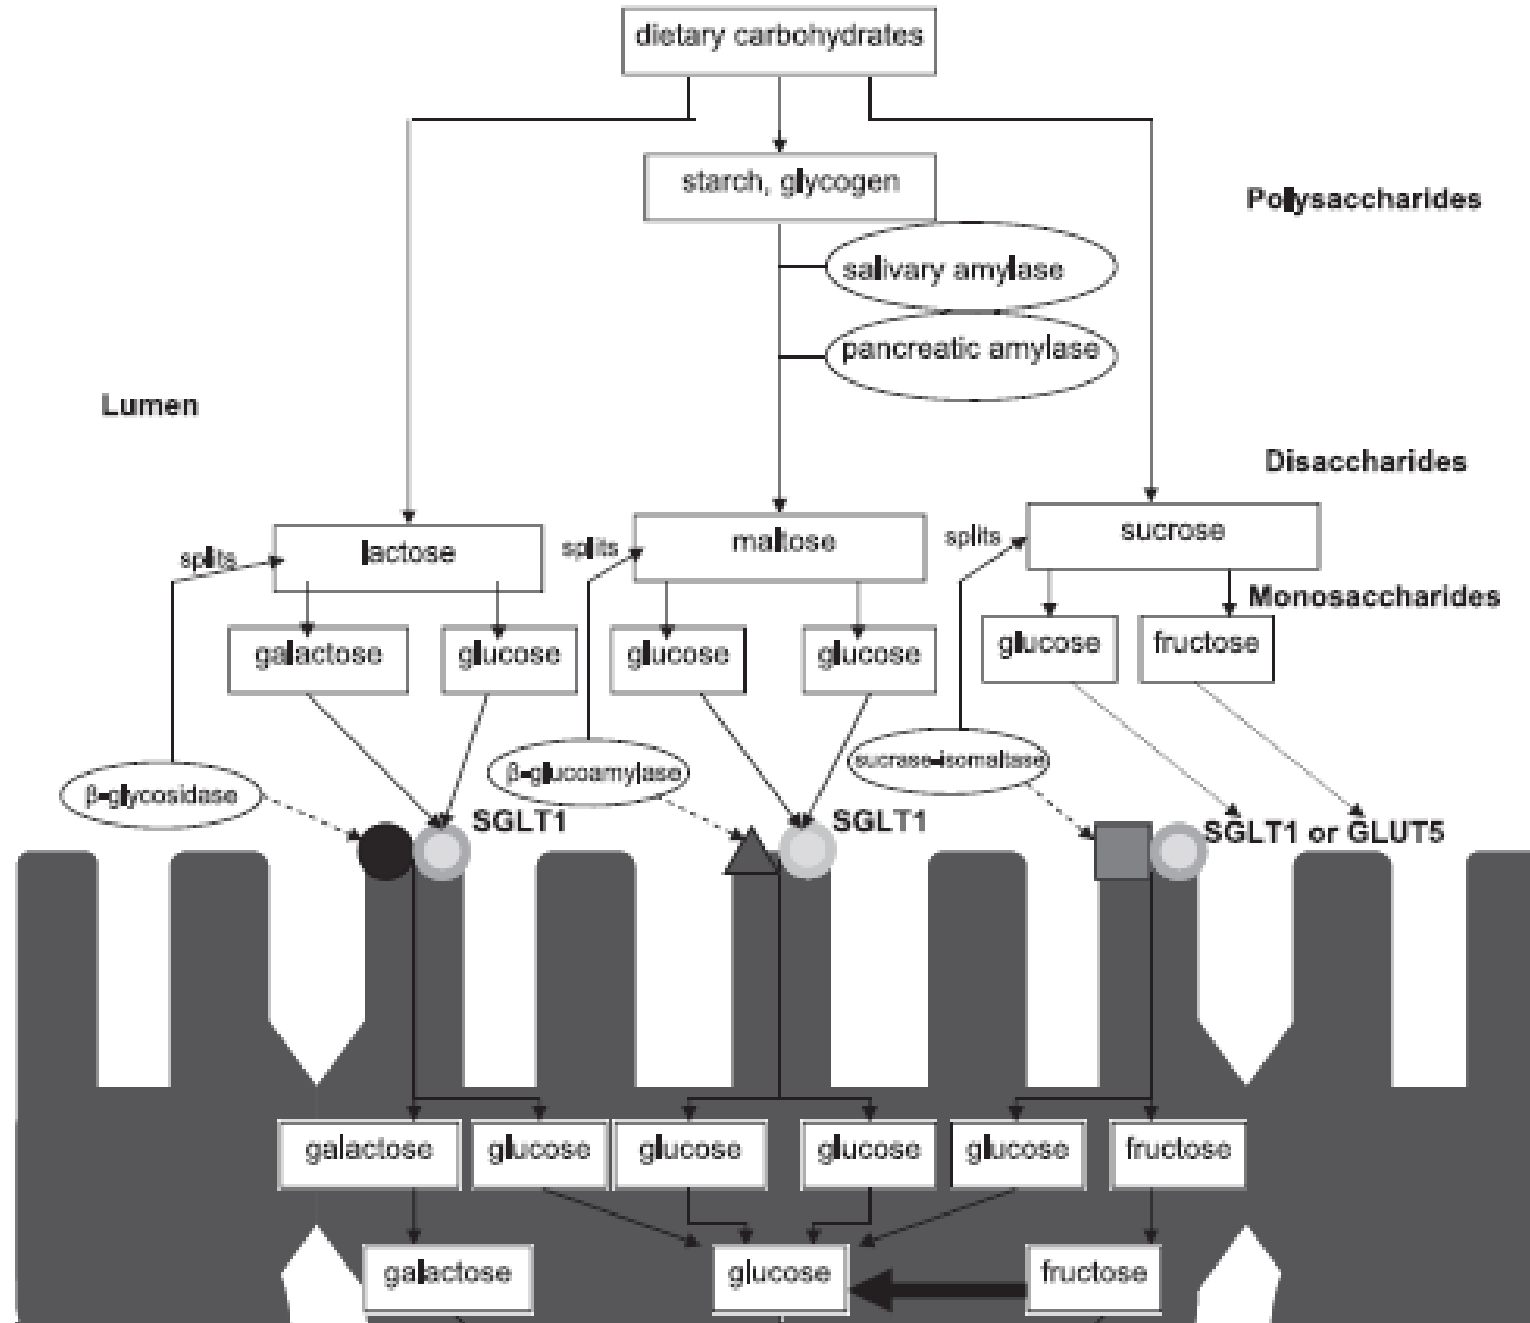 dietary carbohydrates
starch, glycogen
Polysaccharides
salivary amylase
pancreatic amylase
Lumen
Disaccharides
splits
lactose
splits
maltose
splits
sucrose
Monosaccharides
galactose
glucose
glucose
glucose
glucose
fructose
β-glycosidase
β-glucoamylase
sucrase-isomaltase
SGLT1
SGLT1
SGLT1 or GLUT5
galactose
glucose
glucose
glucose
glucose
fructose
galactose
glucose
fructose